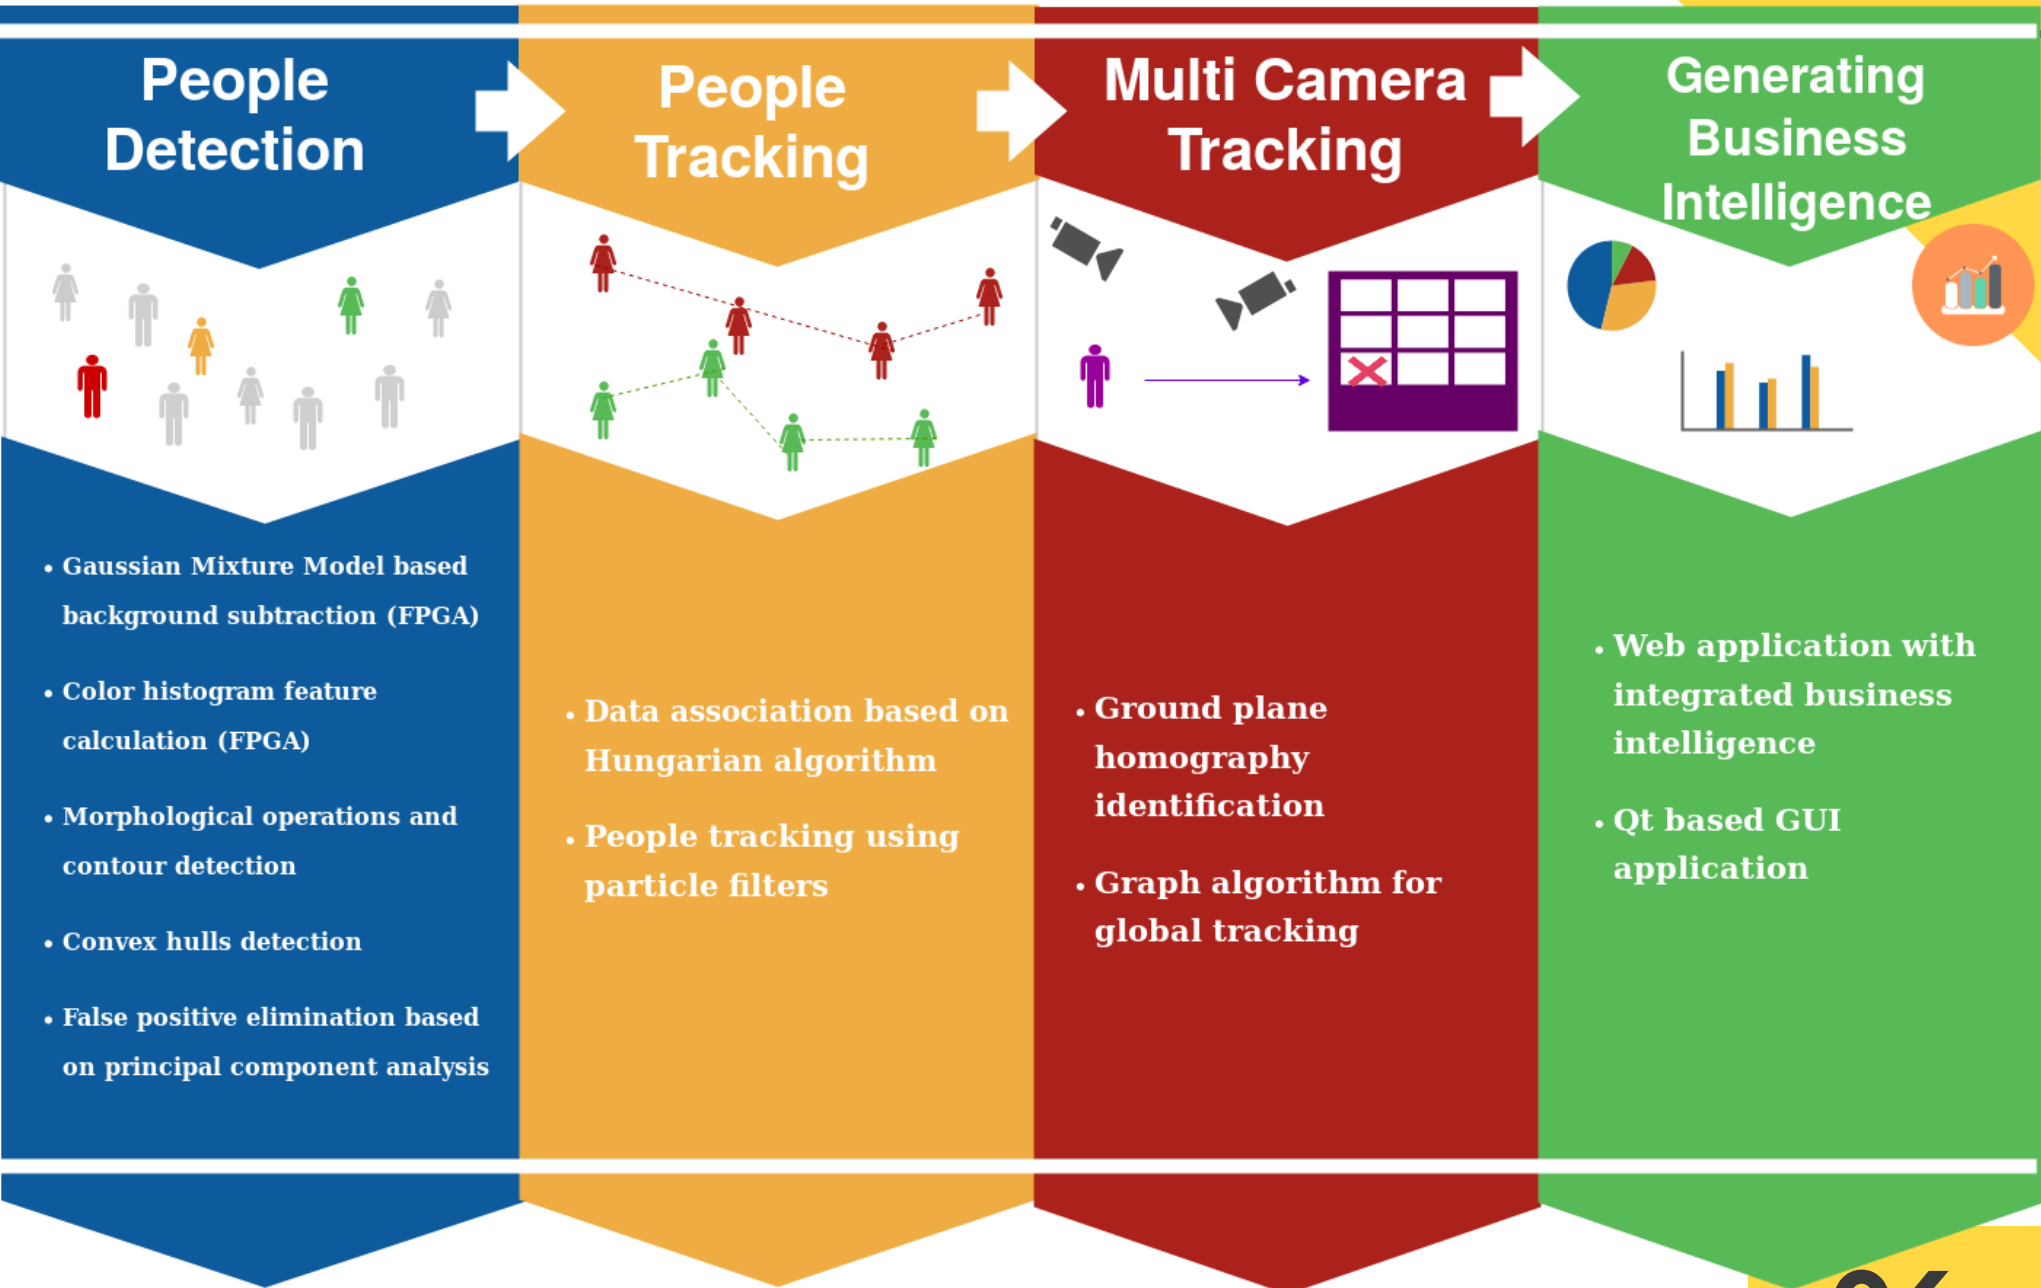 People
Detection
People
Tracking
Multi Camera
Tracking
Generating
Business
Intelligence
• Gaussian Mixture Model based
background subtraction (FPGA)
• Color histogram feature
calculation (FPGA)
• Morphological operations and
contour detection
• Convex hulls detection
• False positive elimination based
on principal component analysis
• Data association based on
Hungarian algorithm
• People tracking using
particle filters
• Ground plane
homography
identification
• Graph algorithm for
global tracking
• Web application with
integrated business
intelligence
• Qt based GUI
application